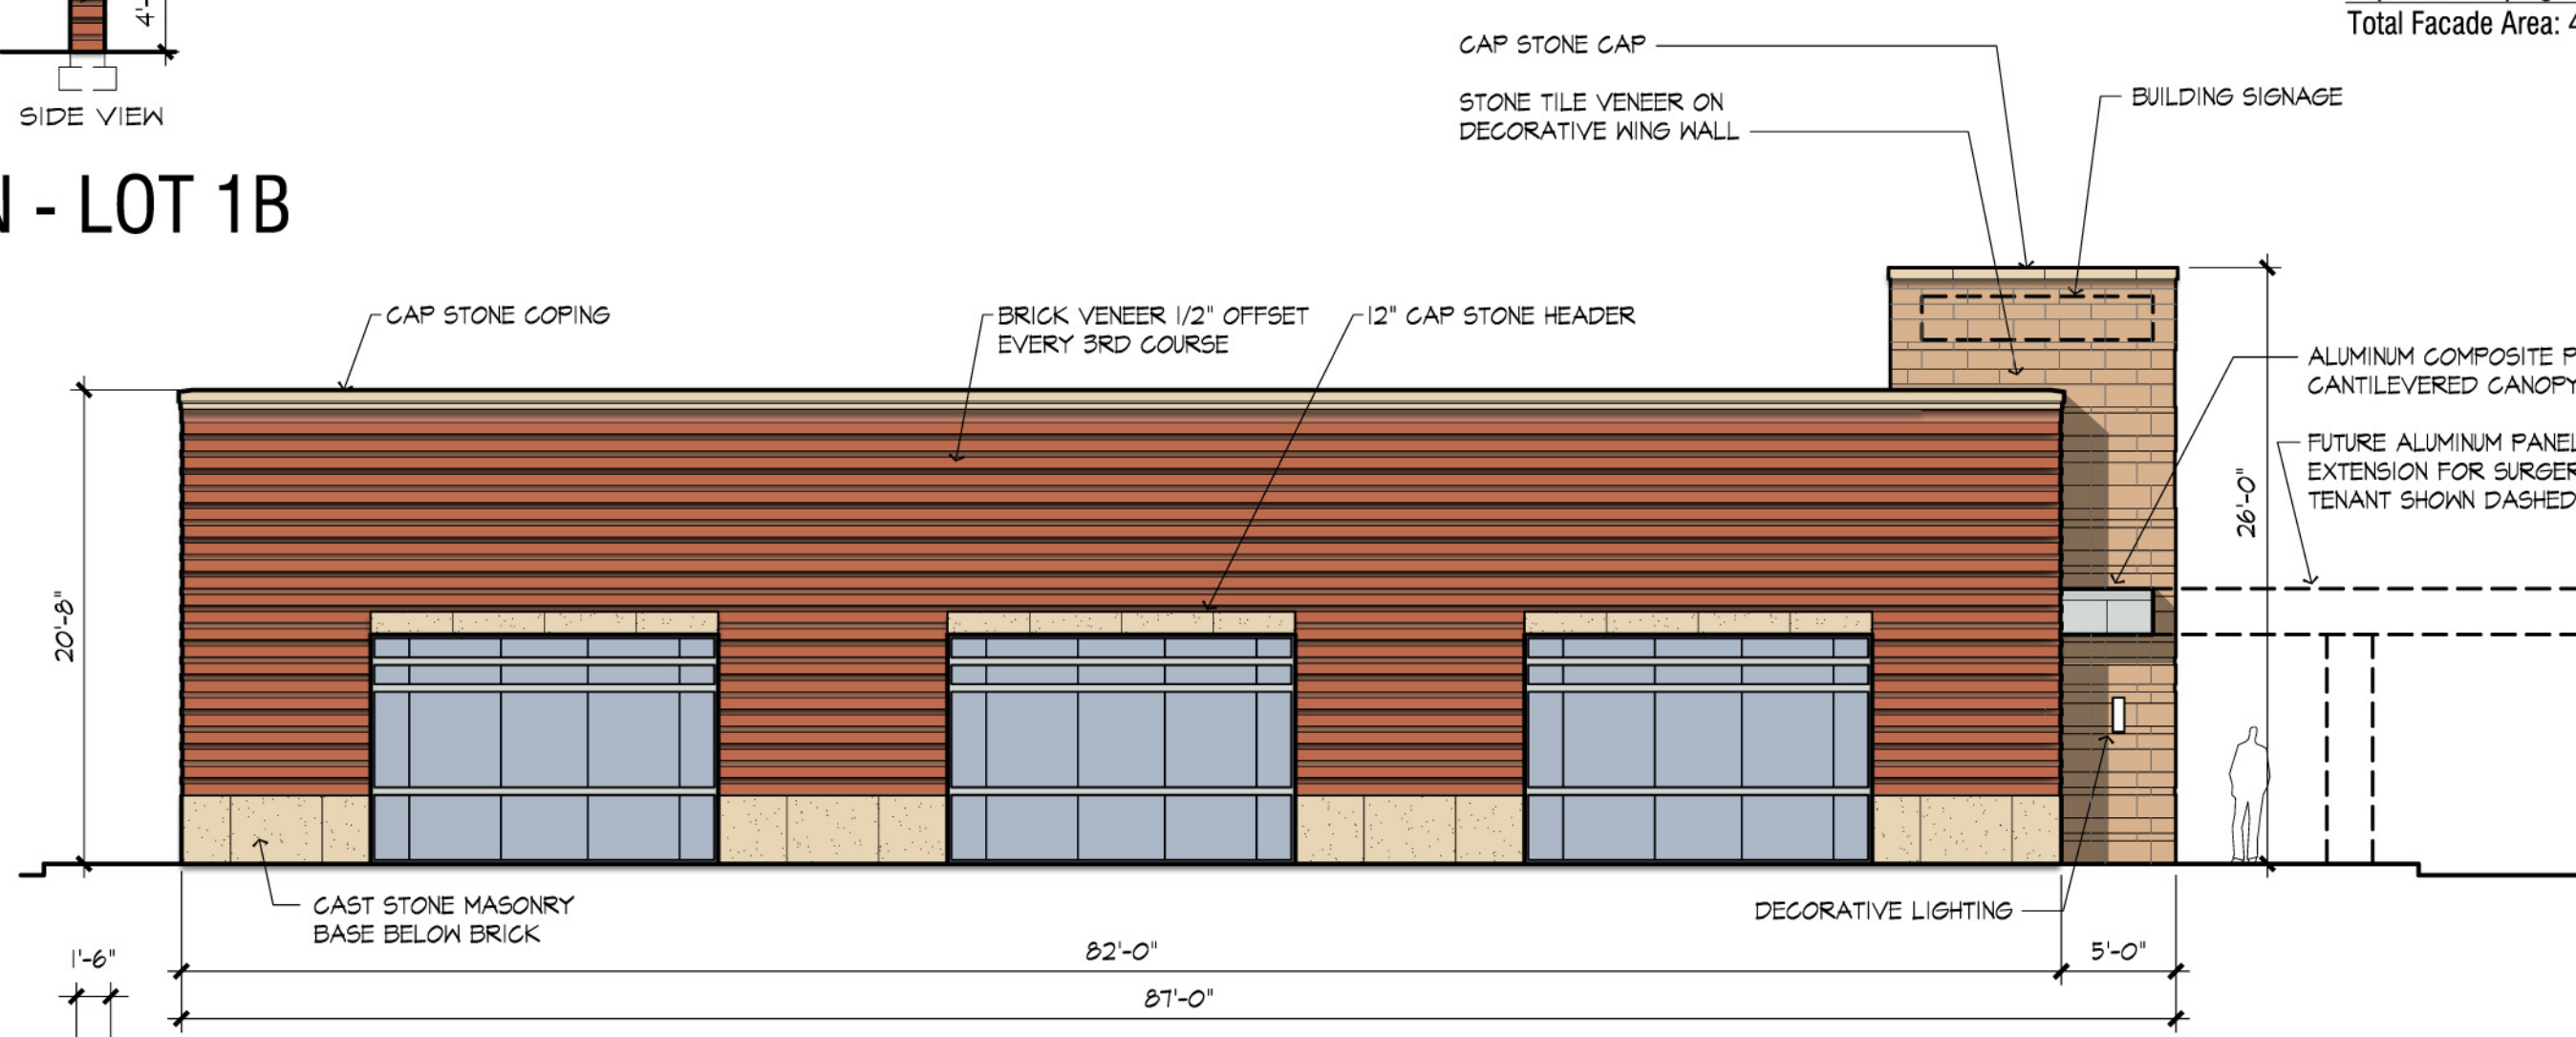 4'-
Total Facade Area: 4
SIDE VIEW
N - LOT 1B
CAP STONE CAP
STONE TILE VENEER ON
DECORATIVE WING WALL
BUILDING SIGNAGE
CAP STONE COPING
BRICK VENEER 1/2" OFFSET
EVERY 3RD COURSE
12" CAP STONE HEADER
ALUMINUM COMPOSITE P
CANTILEVERED CANOPY
FUTURE ALUMINUM PANEL
EXTENSION FOR SURGER
TENANT SHOWN DASHED
20'-8"
26'-0"
CAST STONE MASONRY
BASE BELOW BRICK
DECORATIVE LIGHTING
1'-6"
82'-0"
5'-0"
87'-0"